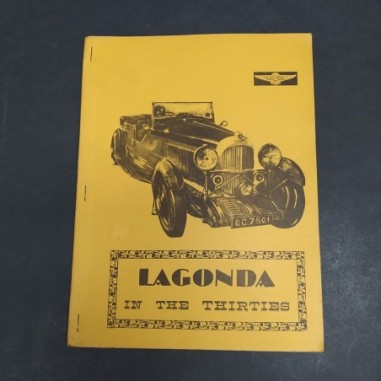 LAGONDA
IN THE THIRTIES